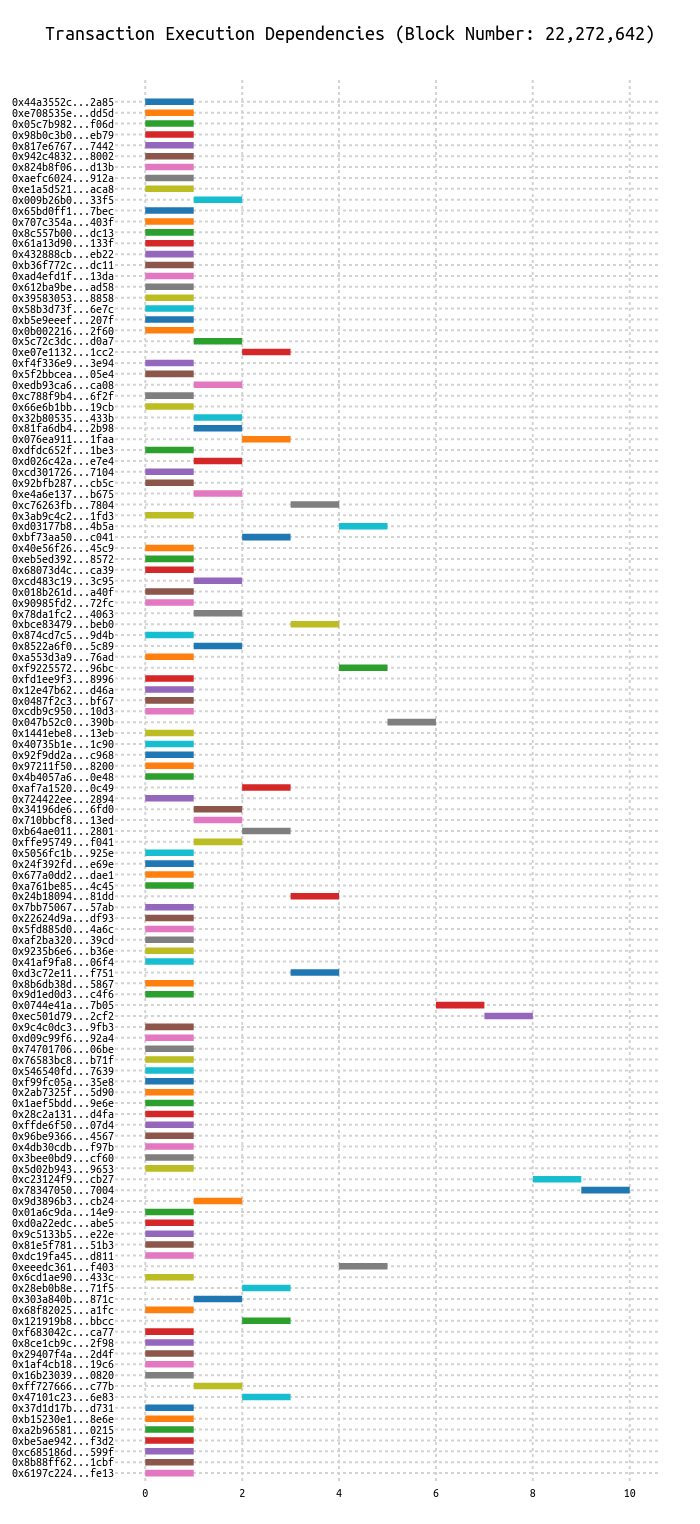 Transaction Execution Dependencies (Block Number: 22,272,642)
0x44a3552c...2a85
0xe708535e...dd5d
0x05c7b982...f06d
0x98b0c3b0...eb79
0x817e6767...7442
0x942c4832...8002
0x824b8f06...d13b
0xaefc6024...912a
0xe1a5d521...aca8
0x009b26b0...33f5
0x65bd0ff1...7bec
0x707c354a...403f
0x8c557b00...dc13
0x61a13d90...133f
0x432888cb...eb22
0xb36f772c...dc11
0xad4efd1f...13da
0x612ba9be...ad58
0x39583053...8858
0x58b3d73f...6e7c
0xb5e9eeef...207f
0x0b002216...2f60
0x5c72c3dc...d0a7
0xe07e1132...1cc2
0xf4f336e9...3e94
0x5f2bbcea...05e4
0xedb93ca6...ca08
0xc788f9b4...6f2f
0x66e6b1bb...19cb
0x32b80535...433b
0x81fa6db4...2b98
0x076ea911...1faa
0xdfdc652f...1be3
0xd026c42a...e7e4
0xcd301726...7104
0x92bfb287...cb5c
0xe4a6e137...b675
0xc76263fb...7804
0x3ab9c4c2...1fd3
0xd03177b8...4b5a
0xbf73aa50...c041
0x40e56f26...45c9
0xeb5ed392...8572
0x68073d4c...ca39
0xcd483c19...3c95
0x018b261d...a40f
0x90985fd2...72fc
0x78da1fc2...4063
0xbce83479...beb0
0x874cd7c5...9d4b
0x8522a6f0...5c89
0xa553d3a9...76ad
0xf9225572...96bc
0xfd1ee9f3...8996
0x12e47b62...d46a
0x0487f2c3...bf67
0xcdb9c950...10d3
0x047b52c0...390b
0x1441ebe8...13eb
0x40735b1e...1c90
0x92f9dd2a...c968
0x97211f50...8200
0x4b4057a6...0e48
0xaf7a1520...0c49
0x724422ee...2894
0x34196de6...6fd0
0x710bbcf8...13ed
0xb64ae011...2801
0xffe95749...f041
0x5056fc1b...925e
0x24f392fd...e69e
0x677a0dd2...dae1
0xa761be85...4c45
0x24b18094...81dd
0x7bb75067...57ab
0x22624d9a...df93
0x5fd885d0...4a6c
0xaf2ba320...39cd
0x9235b6e6...b36e
0x41af9fa8...06f4
0xd3c72e11...f751
0x8b6db38d...5867
0x9d1ed0d3...c4f6
0x0744e41a...7b05
0xec501d79...2cf2
0x9c4c0dc3...9fb3
0xd09c99f6...92a4
0x74701706...06be
0x76583bc8...b71f
0x546540fd...7639
0xf99fc05a...35e8
0x2ab7325f...5d90
0x1aef5bdd...9e6e
0x28c2a131...d4fa
0xffde6f50...07d4
0x96be9366...4567
0x4db30cdb...f97b
0x3bee0bd9...cf60
0x5d02b943...9653
0xc23124f9...cb27
0x78347050...7004
0x9d3896b3...cb24
0x01a6c9da...14e9
0xd0a22edc...abe5
0x9c5133b5...e22e
0x81e5f781...51b3
0xdc19fa45...d811
0xeeedc361...f403
0x6cd1ae90...433c
0x28eb0b8e...71f5
0x303a840b...871c
0x68f82025...a1fc
0x121919b8...bbcc
0xf683042c...ca77
0x8ce1cb9c...2f98
0x29407f4a...2d4f
0x1af4cb18...19c6
0x16b23039...0820
0xff727666...c77b
0x47101c23...6e83
0x37d1d17b...d731
0xb15230e1...8e6e
0xa2b96581...0215
0xbe5ae942...f3d2
0xc685186d...599f
0x8b88ff62...1cbf
0x6197c224...fe13
0 2 4 6 8 10